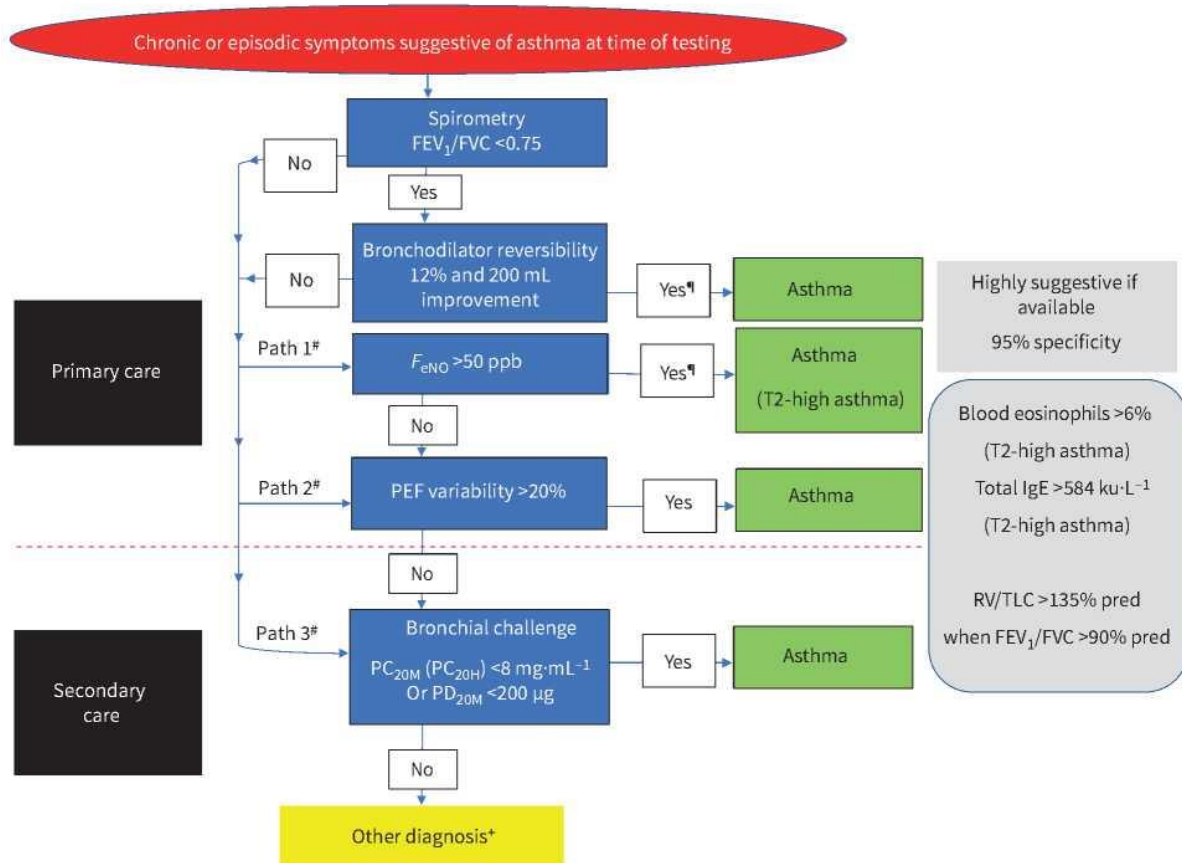 Chronic or episodic symptoms suggestive of asthma at time of testing
Spirometry
FEV₁/FVC <0.75
No
Yes
Bronchodilator reversibility
12% and 200 mL
improvement
No
Yes¶
Asthma
Highly suggestive if
available
95% specificity
Primary care
Path 1#
FeNO >50 ppb
Yes¶
Asthma
(T2-high asthma)
No
Blood eosinophils >6%
(T2-high asthma)
Total IgE >584 ku·L⁻¹
(T2-high asthma)
RV/TLC >135% pred
when FEV₁/FVC >90% pred
Path 2#
PEF variability >20%
Yes
Asthma
No
Secondary
care
Path 3#
Bronchial challenge
PC₂₀M (PC₂₀H) <8 mg·mL⁻¹
Or PD₂₀M <200 µg
Yes
Asthma
No
Other diagnosis⁺